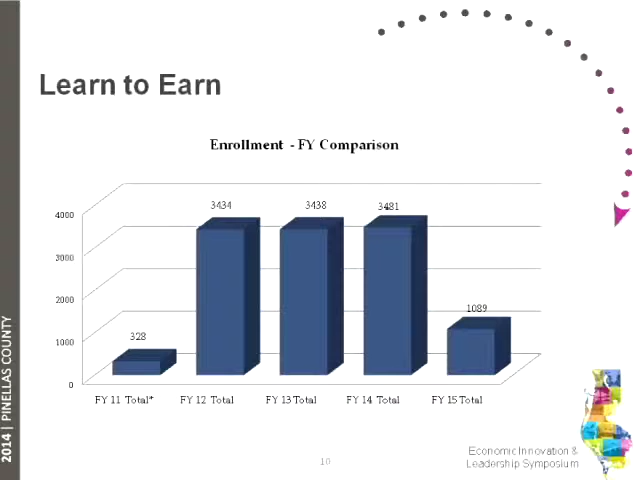 Learn to Earn
Enrollment - FY Comparison
4000
3000
2000
1000
0
328
3434
3438
3481
1089
FY 11 Total*
FY 12 Total
FY 13 Total
FY 14 Total
FY 15 Total
2014 | PINELLAS COUNTY
10
Economic Innovation &
Leadership Symposium